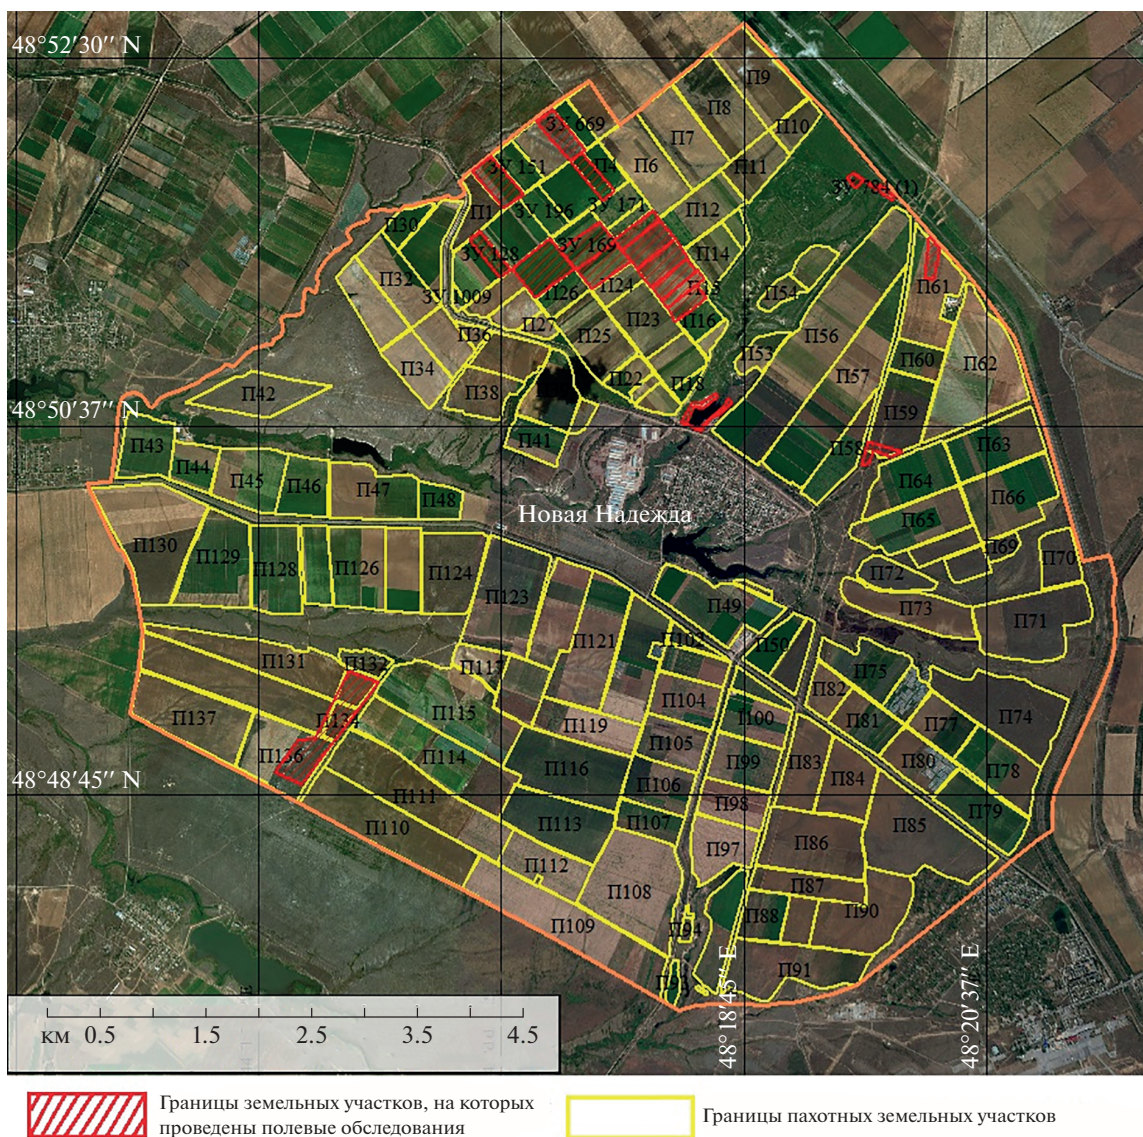 48°52′30″ N
П9
П8
ЗУ 669
П10
П7
П4
П6
П11
ЗУ 151
ЗУ 784 (1)
ЗУ 171
П1
ЗУ 196
П12
П30
ЗУ 128
ЗУ 169
П14
П32
П24
П15
П61
ЗУ 1009
П26
П54
П23
П16
П27
П36
П25
П56
П53
П60
П62
П34
П57
П22
П18
П42
П38
48°50′37″ N
П59
П41
П43
П58
П63
П44
П45
П46
П47
П48
П64
П66
Новая Надежда
П65
П130
П129
П128
П126
П124
П69
П70
П72
П123
П49
П73
П71
П121
П102
П50
П131
П132
П117
П75
П82
П104
П137
П134
П115
П119
П100
П81
П77
П74
П136
П114
П105
П99
П83
П80
П116
П84
П78
48°48′45″ N
П106
П111
П98
П79
П110
П113
П107
П85
П97
П86
П112
П87
П108
П88
П90
П109
П94
П93
П91
48°18′45″ E
48°20′37″ E
км 0.5 1.5 2.5 3.5 4.5
Границы земельных участков, на которых
проведены полевые обследования
Границы пахотных земельных участков